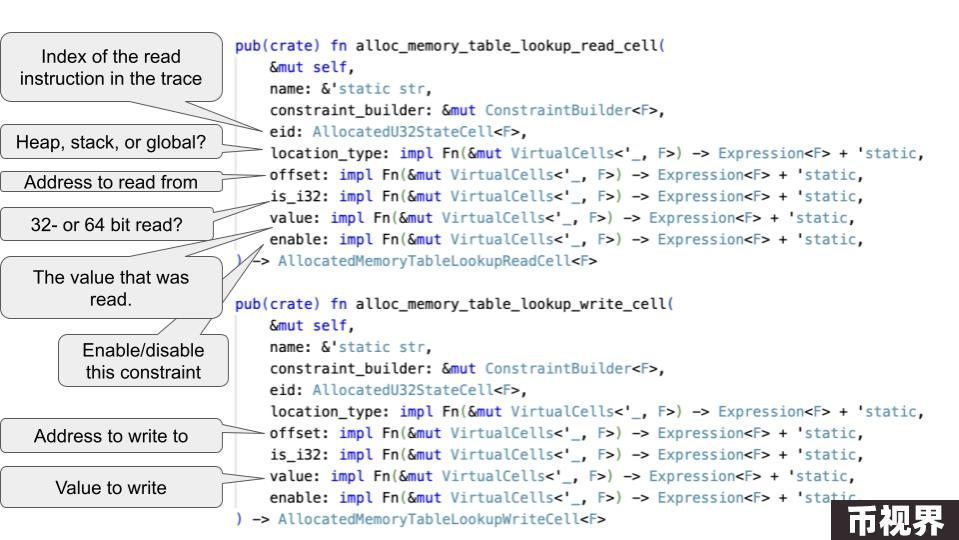 Index of the read
instruction in the trace
Heap, stack, or global?
Address to read from
32- or 64 bit read?
The value that was
read.
Enable/disable
this constraint
Address to write to
Value to write
pub(crate) fn alloc_memory_table_lookup_read_cell(
&mut self,
name: &'static str,
constraint_builder: &mut ConstraintBuilder<F>,
eid: AllocatedU32StateCell<F>,
location_type: impl Fn(&mut VirtualCells<'_, F>) -> Expression<F> + 'static,
offset: impl Fn(&mut VirtualCells<'_, F>) -> Expression<F> + 'static,
is_i32: impl Fn(&mut VirtualCells<'_, F>) -> Expression<F> + 'static,
value: impl Fn(&mut VirtualCells<'_, F>) -> Expression<F> + 'static,
enable: impl Fn(&mut VirtualCells<'_, F>) -> Expression<F> + 'static,
) -> AllocatedMemoryTableLookupReadCell<F>
pub(crate) fn alloc_memory_table_lookup_write_cell(
&mut self,
name: &'static str,
constraint_builder: &mut ConstraintBuilder<F>,
eid: AllocatedU32StateCell<F>,
location_type: impl Fn(&mut VirtualCells<'_, F>) -> Expression<F> + 'static,
offset: impl Fn(&mut VirtualCells<'_, F>) -> Expression<F> + 'static,
is_i32: impl Fn(&mut VirtualCells<'_, F>) -> Expression<F> + 'static,
value: impl Fn(&mut VirtualCells<'_, F>) -> Expression<F> + 'static,
enable: impl Fn(&mut VirtualCells<'_, F>) -> Expression<F> + 'static,
) -> AllocatedMemoryTableLookupWriteCell<F>
币视界